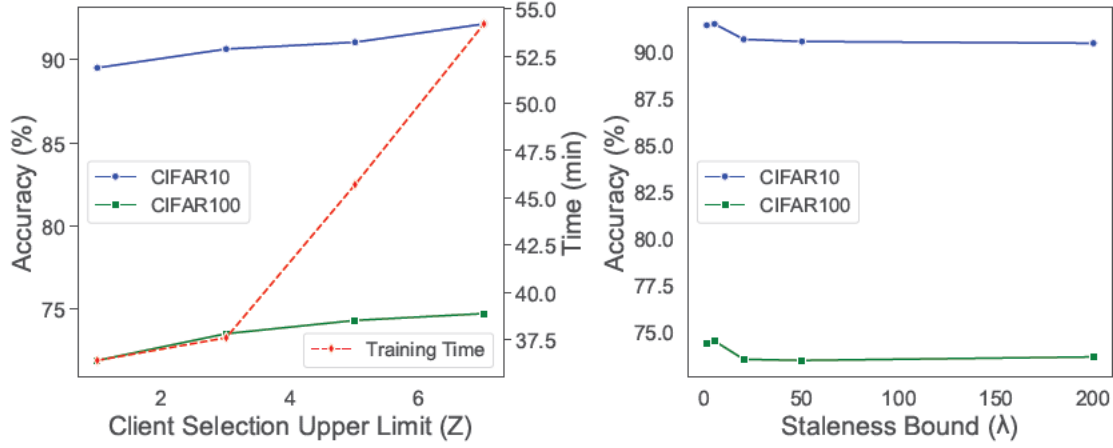 90
85
80
75
Accuracy (%)
CIFAR10
CIFAR100
Training Time
55.0
52.5
50.0
47.5
45.0
42.5
40.0
37.5
Time (min)
2
4
6
Client Selection Upper Limit (Z)
90.0
87.5
85.0
82.5
80.0
77.5
75.0
Accuracy (%)
CIFAR10
CIFAR100
0
50
100
150
200
Staleness Bound (λ)